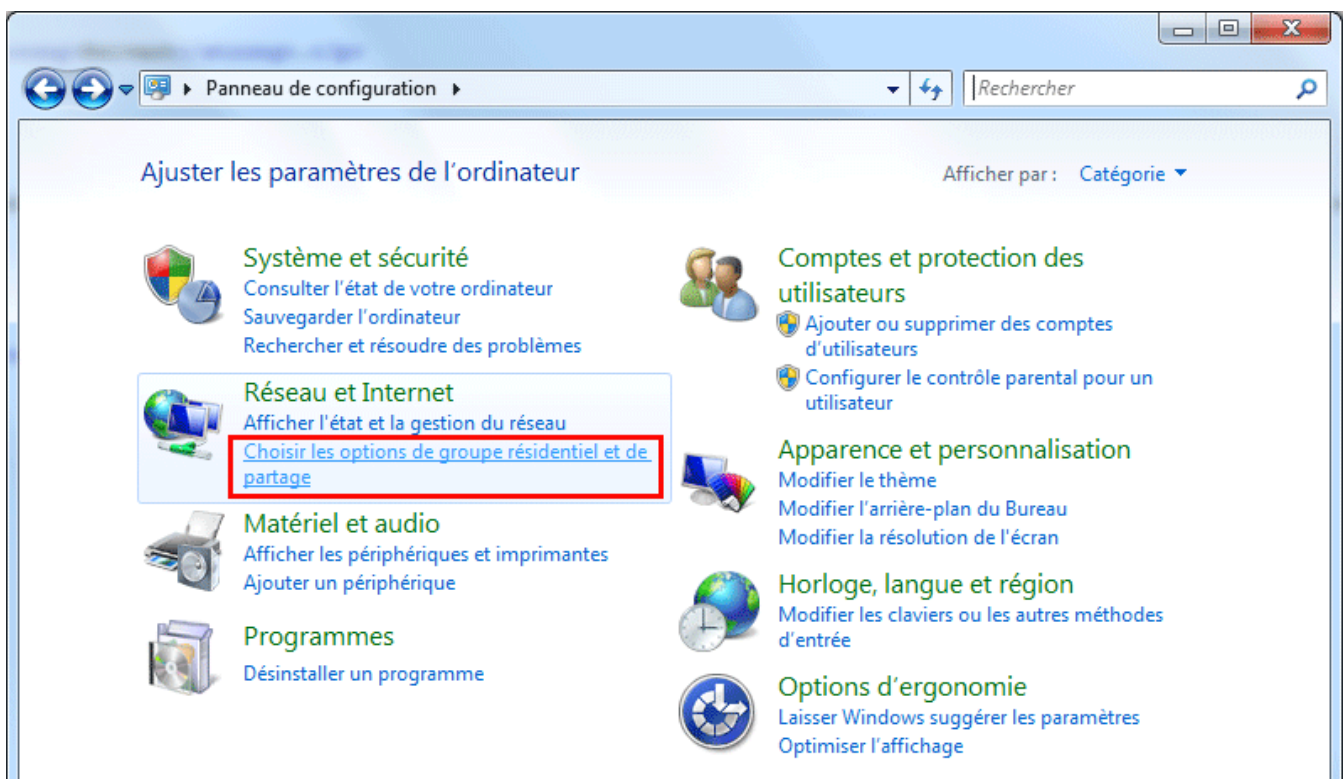 Panneau de configuration
Rechercher
Ajuster les paramètres de l'ordinateur
Afficher par : Catégorie
Système et sécurité
Consulter l'état de votre ordinateur
Sauvegarder l'ordinateur
Rechercher et résoudre des problèmes
Réseau et Internet
Afficher l'état et la gestion du réseau
Choisir les options de groupe résidentiel et de
partage
Matériel et audio
Afficher les périphériques et imprimantes
Ajouter un périphérique
Programmes
Désinstaller un programme
Comptes et protection des
utilisateurs
Ajouter ou supprimer des comptes
d'utilisateurs
Configurer le contrôle parental pour un
utilisateur
Apparence et personnalisation
Modifier le thème
Modifier l'arrière-plan du Bureau
Modifier la résolution de l'écran
Horloge, langue et région
Modifier les claviers ou les autres méthodes
d'entrée
Options d'ergonomie
Laisser Windows suggérer les paramètres
Optimiser l'affichage